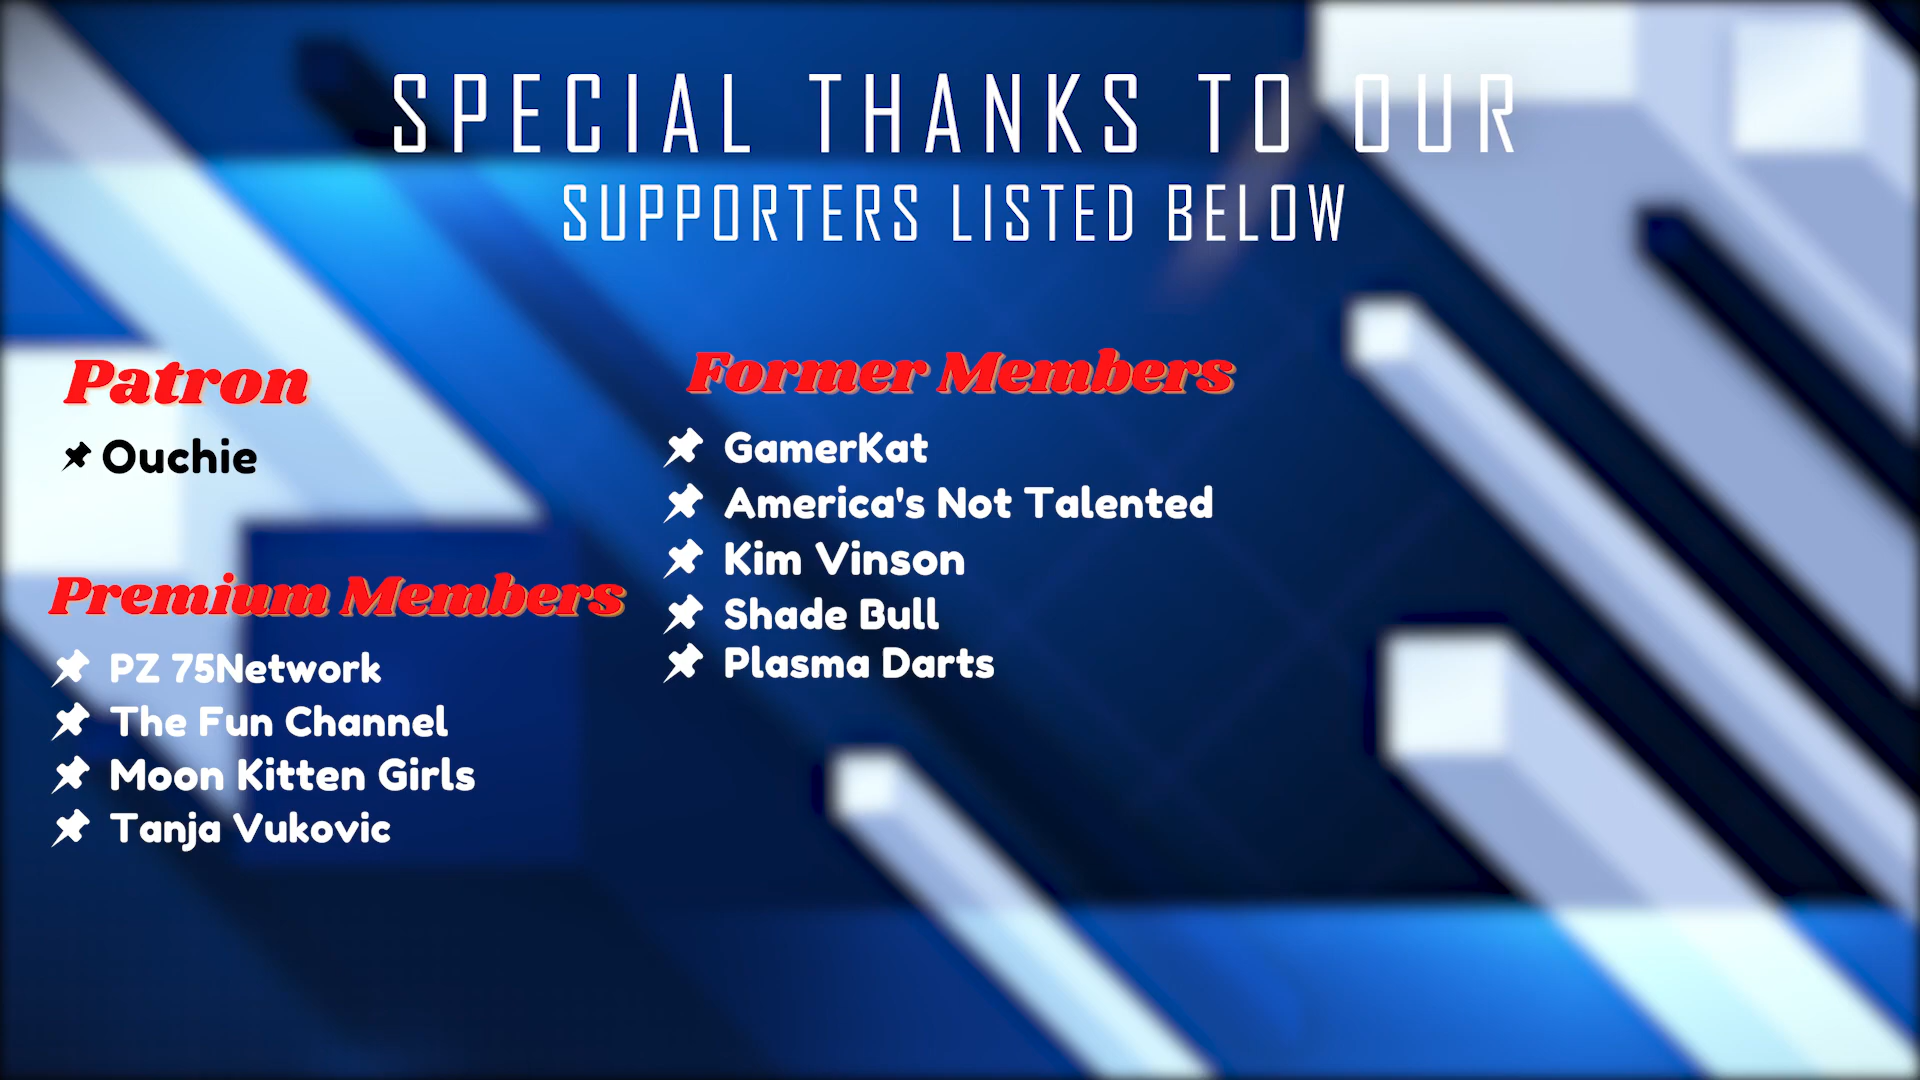 SPECIAL THANKS TO OUR
SUPPORTERS LISTED BELOW
Patron
Ouchie
Premium Members
PZ 75Network
The Fun Channel
Moon Kitten Girls
Tanja Vukovic
Former Members
GamerKat
America's Not Talented
Kim Vinson
Shade Bull
Plasma Darts